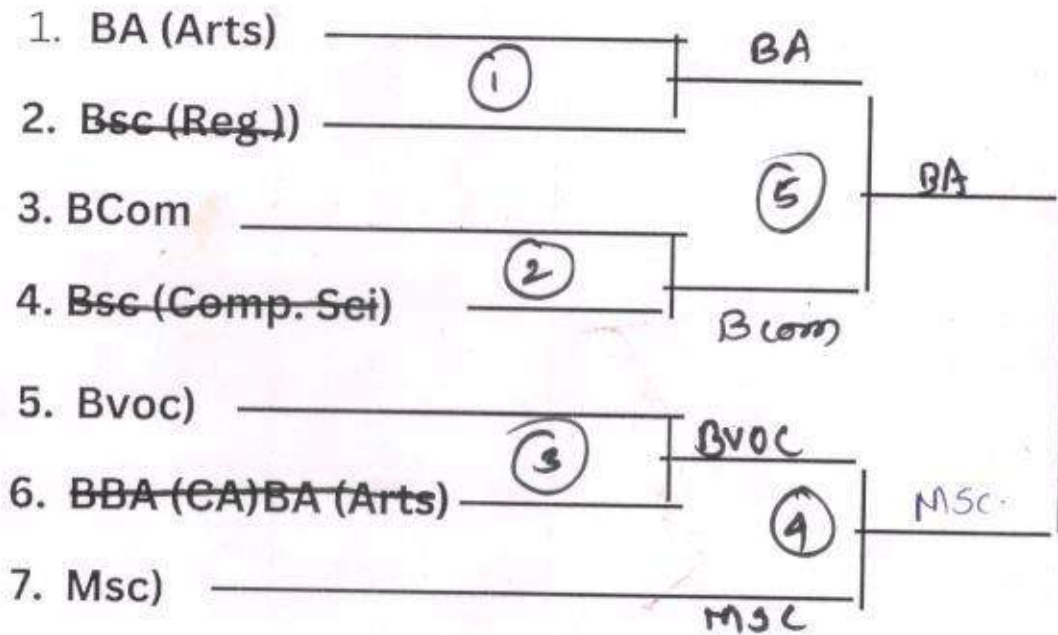 1. BA (Arts)
BA
1
2. Bsc (Reg.))
5
BA
3. BCom
2
4. Bsc (Comp. Sci)
Bcom
5. Bvoc)
BVOC
3
6. BBA (CA)BA (Arts)
4
MSc.
7. Msc)
MSC